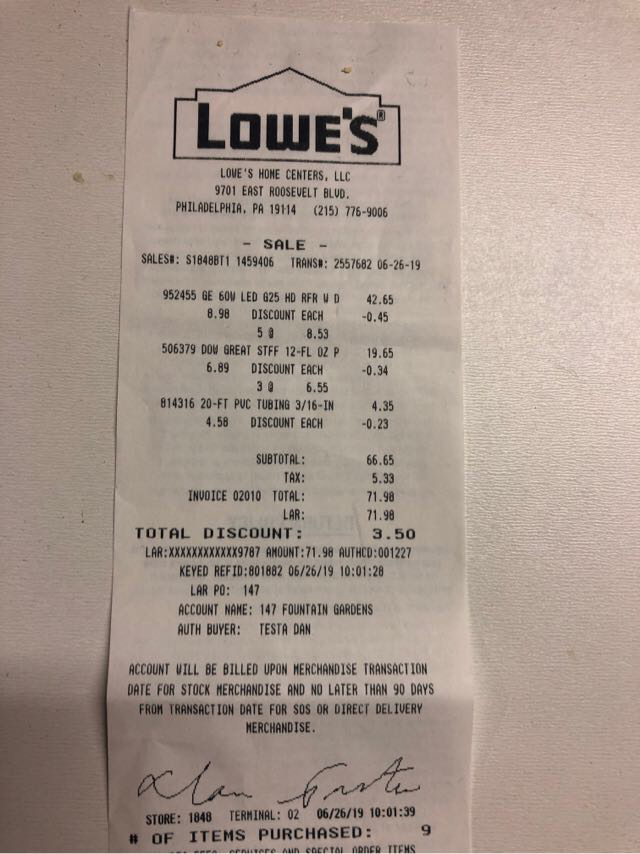 LOWE'S®
LOWE'S HOME CENTERS, LLC
9701 EAST ROOSEVELT BLVD.
PHILADELPHIA, PA 19114 (215) 776-9006
- SALE -
SALES#: S1848BT1 1459406 TRANS#: 2557682 06-26-19
952455 GE 60W LED G25 HD RFR W D 42.65
8.98 DISCOUNT EACH -0.45
5 @ 8.53
506379 DOW GREAT STFF 12-FL OZ P 19.65
6.89 DISCOUNT EACH -0.34
3 @ 6.55
814316 20-FT PVC TUBING 3/16-IN 4.35
4.58 DISCOUNT EACH -0.23
SUBTOTAL: 66.65
TAX: 5.33
INVOICE 02010 TOTAL: 71.98
LAR: 71.98
TOTAL DISCOUNT: 3.50
LAR:XXXXXXXXXXXX9787 AMOUNT:71.98 AUTHCD:001227
KEYED REFID:801882 06/26/19 10:01:28
LAR PO: 147
ACCOUNT NAME: 147 FOUNTAIN GARDENS
AUTH BUYER: TESTA DAN
ACCOUNT WILL BE BILLED UPON MERCHANDISE TRANSACTION
DATE FOR STOCK MERCHANDISE AND NO LATER THAN 90 DAYS
FROM TRANSACTION DATE FOR SOS OR DIRECT DELIVERY
MERCHANDISE.
STORE: 1848 TERMINAL: 02 06/26/19 10:01:39
# OF ITEMS PURCHASED: 9
FEES, SERVICES AND SPECIAL ORDER ITEMS